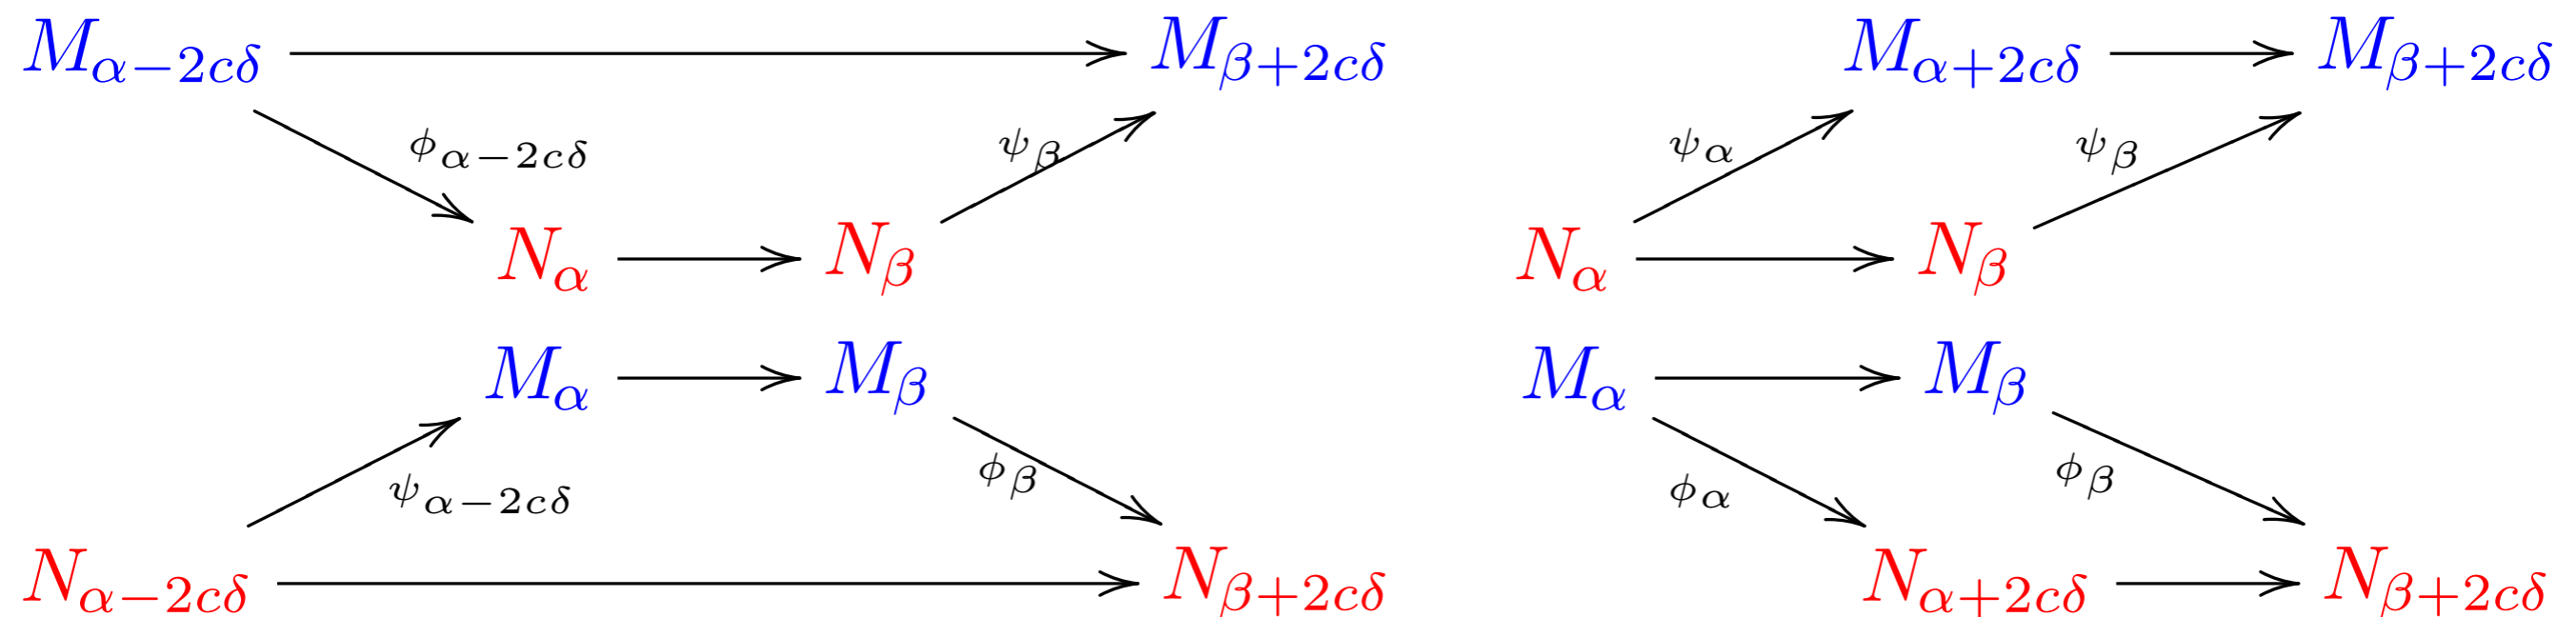 M_{α−2cδ} M_{β+2cδ} M_{α+2cδ} M_{β+2cδ}
ϕ_{α−2cδ} ψ_β ψ_α ψ_β
N_α N_β N_α N_β
M_α M_β M_α M_β
ψ_{α−2cδ} ϕ_β ϕ_α ϕ_β
N_{α−2cδ} N_{β+2cδ} N_{α+2cδ} N_{β+2cδ}